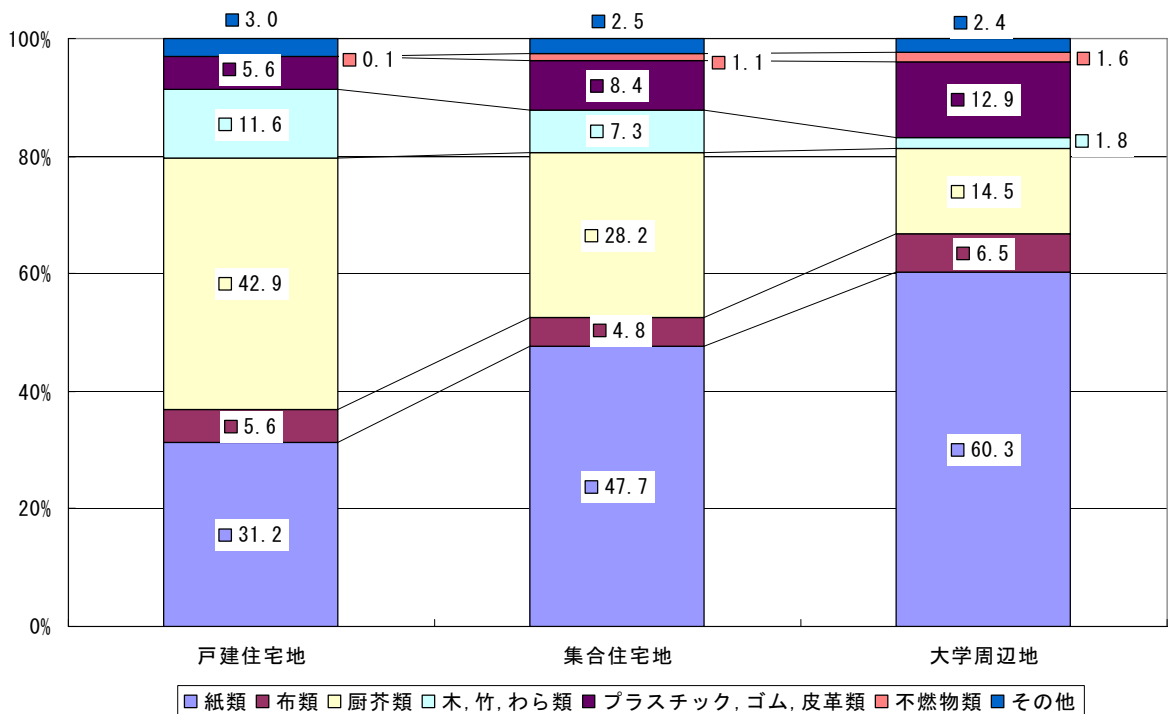 3.0 2.5 2.4
100% 0.1 1.1 1.6
5.6 8.4 12.9
11.6 7.3 1.8
80%
14.5
28.2
6.5
60%
42.9
4.8
40%
5.6
60.3
47.7
20%
31.2
0%
戸建住宅地 集合住宅地 大学周辺地
紙類 布類 厨芥類 木,竹,わら類 プラスチック,ゴム,皮革類 不燃物類 その他